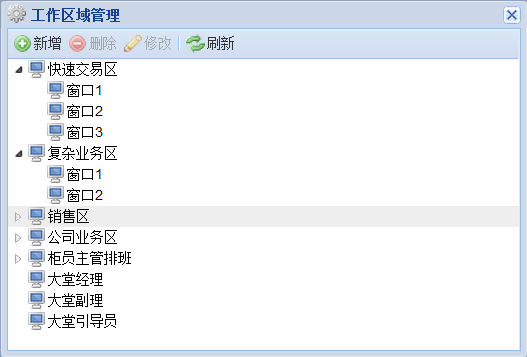 工作区域管理
新增 删除 修改 刷新
快速交易区
窗口1
窗口2
窗口3
复杂业务区
窗口1
窗口2
销售区
公司业务区
柜员主管排班
大堂经理
大堂副理
大堂引导员